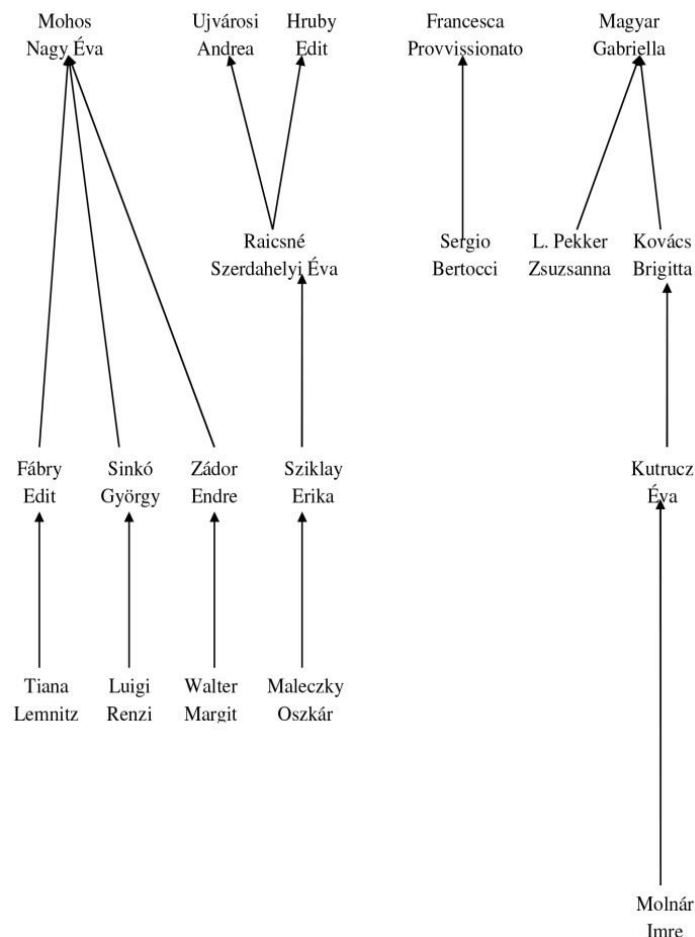 Mohos
Nagy Éva
Ujvárosi
Andrea
Hruby
Edit
Francesca
Provvissionato
Magyar
Gabriella
Raicsné
Szerdahelyi Éva
Sergio
Bertocci
L. Pekker
Zsuzsanna
Kovács
Brigitta
Fábry
Edit
Sinkó
György
Zádor
Endre
Sziklay
Erika
Kutrucz
Éva
Tiana
Lemnitz
Luigi
Renzi
Walter
Margit
Maleczky
Oszkár
Molnár
Imre